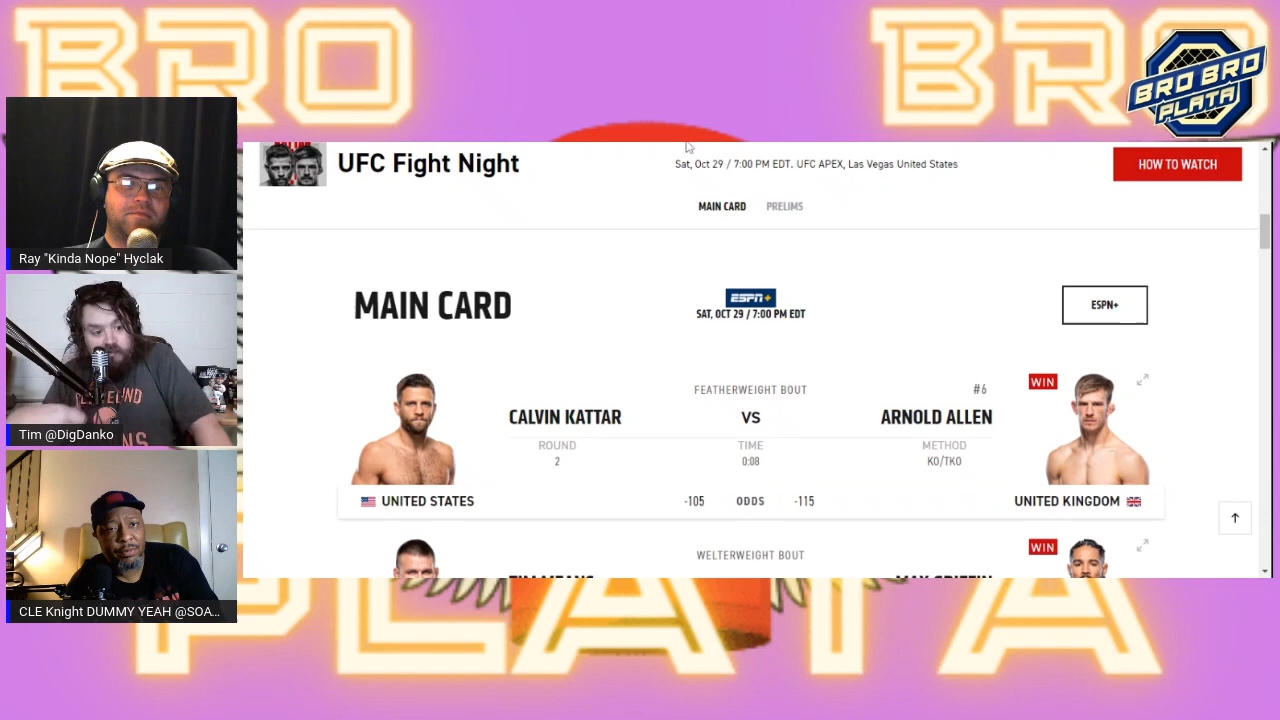 BRO
BRO
BRO BRO
PLATA
UFC Fight Night
Sat, Oct 29 / 7:00 PM EDT. UFC APEX, Las Vegas United States
HOW TO WATCH
MAIN CARD
PRELIMS
Ray "Kinda Nope" Hyclak
MAIN CARD
ESPN+
SAT, OCT 29 / 7:00 PM EDT
ESPN+
FEATHERWEIGHT BOUT
#6
WIN
CALVIN KATTAR
VS
ARNOLD ALLEN
ROUND
TIME
METHOD
2
0:08
KO/TKO
Tim @DigDanko
UNITED STATES
-105
ODDS
-115
UNITED KINGDOM
WELTERWEIGHT BOUT
WIN
TIM MEANS
MAX GRIFFIN
CLE Knight DUMMY YEAH @SOA...
PLATA